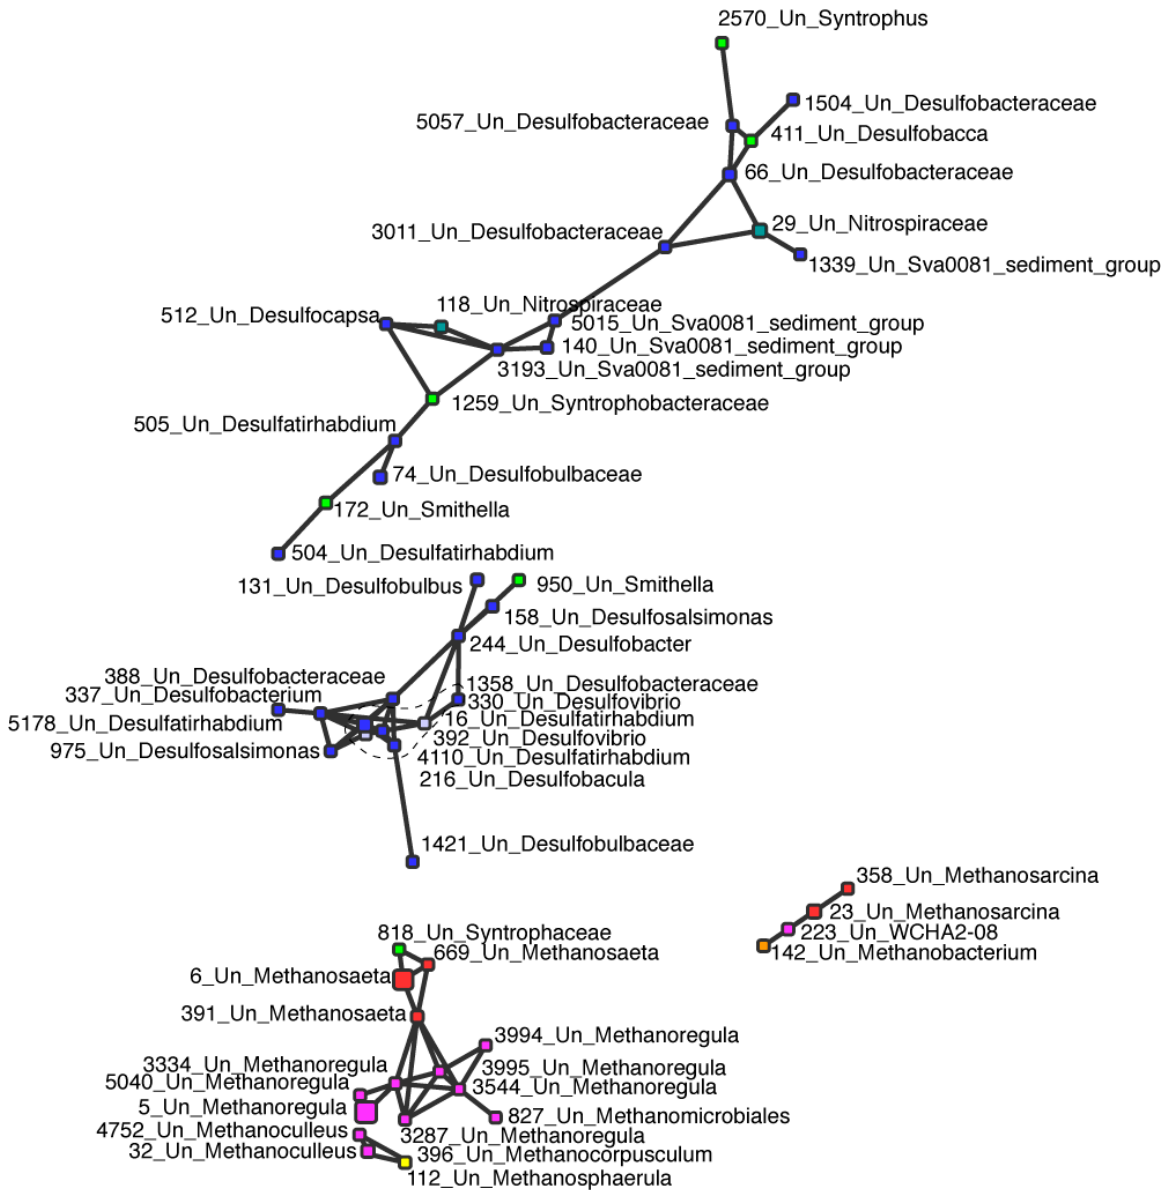 2570_Un_Syntrophus
1504_Un_Desulfobacteraceae
5057_Un_Desulfobacteraceae
411_Un_Desulfobacca
66_Un_Desulfobacteraceae
29_Un_Nitrospiraceae
3011_Un_Desulfobacteraceae
1339_Un_Sva0081_sediment_group
118_Un_Nitrospiraceae
512_Un_Desulfocapsa
5015_Un_Sva0081_sediment_group
140_Un_Sva0081_sediment_group
3193_Un_Sva0081_sediment_group
1259_Un_Syntrophobacteraceae
505_Un_Desulfatirhabdium
74_Un_Desulfobulbaceae
172_Un_Smithella
504_Un_Desulfatirhabdium
131_Un_Desulfobulbus
950_Un_Smithella
158_Un_Desulfosalsimonas
244_Un_Desulfobacter
388_Un_Desulfobacteraceae
1358_Un_Desulfobacteraceae
337_Un_Desulfobacterium
330_Un_Desulfovibrio
5178_Un_Desulfatirhabdium
16_Un_Desulfatirhabdium
392_Un_Desulfovibrio
975_Un_Desulfosalsimonas
4110_Un_Desulfatirhabdium
216_Un_Desulfobacula
1421_Un_Desulfobulbaceae
358_Un_Methanosarcina
23_Un_Methanosarcina
223_Un_WCHA2-08
142_Un_Methanobacterium
818_Un_Syntrophaceae
669_Un_Methanosaeta
6_Un_Methanosaeta
391_Un_Methanosaeta
3994_Un_Methanoregula
3334_Un_Methanoregula
3995_Un_Methanoregula
5040_Un_Methanoregula
3544_Un_Methanoregula
5_Un_Methanoregula
827_Un_Methanomicrobiales
4752_Un_Methanoculleus
3287_Un_Methanoregula
32_Un_Methanoculleus
396_Un_Methanocorpusculum
112_Un_Methanosphaerula